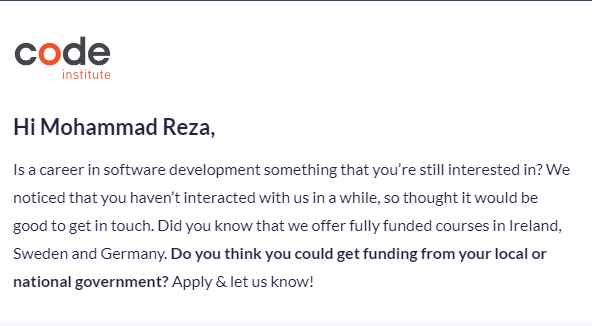 code
institute
Hi Mohammad Reza,
Is a career in software development something that you’re still interested in? We
noticed that you haven’t interacted with us in a while, so thought it would be
good to get in touch. Did you know that we offer fully funded courses in Ireland,
Sweden and Germany. Do you think you could get funding from your local or
national government? Apply & let us know!